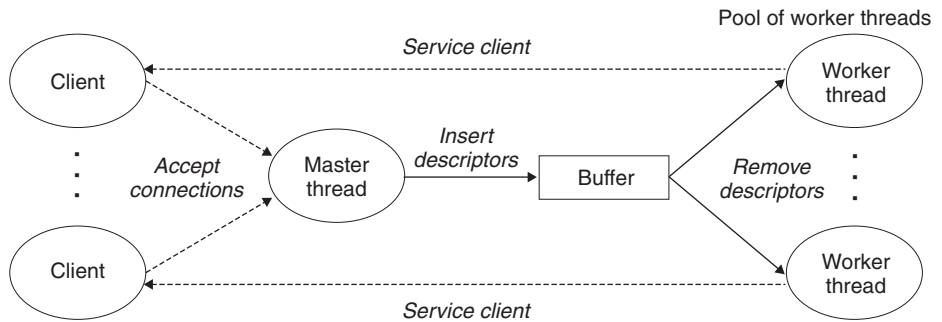 Pool of worker threads
Service client
Client
Worker
thread
Insert
descriptors
Accept
connections
Master
thread
Buffer
Remove
descriptors
Client
Worker
thread
Service client